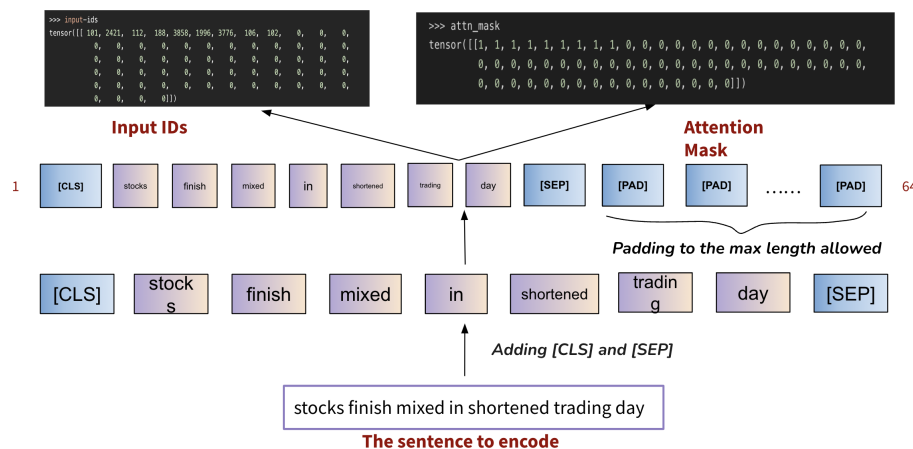 >>> input-ids
tensor([[ 101, 2421, 112, 188, 3858, 1996, 3776, 106, 102, 0, 0, 0,
0, 0, 0, 0, 0, 0, 0, 0, 0, 0, 0, 0,
0, 0, 0, 0, 0, 0, 0, 0, 0, 0, 0, 0,
0, 0, 0, 0, 0, 0, 0, 0, 0, 0, 0, 0,
0, 0, 0, 0, 0, 0, 0, 0, 0, 0, 0, 0,
0, 0, 0, 0]])
>>> attn_mask
tensor([[1, 1, 1, 1, 1, 1, 1, 1, 1, 0, 0, 0, 0, 0, 0, 0, 0, 0, 0, 0, 0, 0, 0, 0,
0, 0, 0, 0, 0, 0, 0, 0, 0, 0, 0, 0, 0, 0, 0, 0, 0, 0, 0, 0, 0, 0, 0, 0,
0, 0, 0, 0, 0, 0, 0, 0, 0, 0, 0, 0, 0, 0, 0, 0]])
Input IDs
Attention
Mask
1 [CLS] stocks finish mixed in shortened trading day [SEP] [PAD] [PAD] ...... [PAD] 64
Padding to the max length allowed
[CLS] stock
s finish mixed in shortened tradin
g day [SEP]
Adding [CLS] and [SEP]
stocks finish mixed in shortened trading day
The sentence to encode